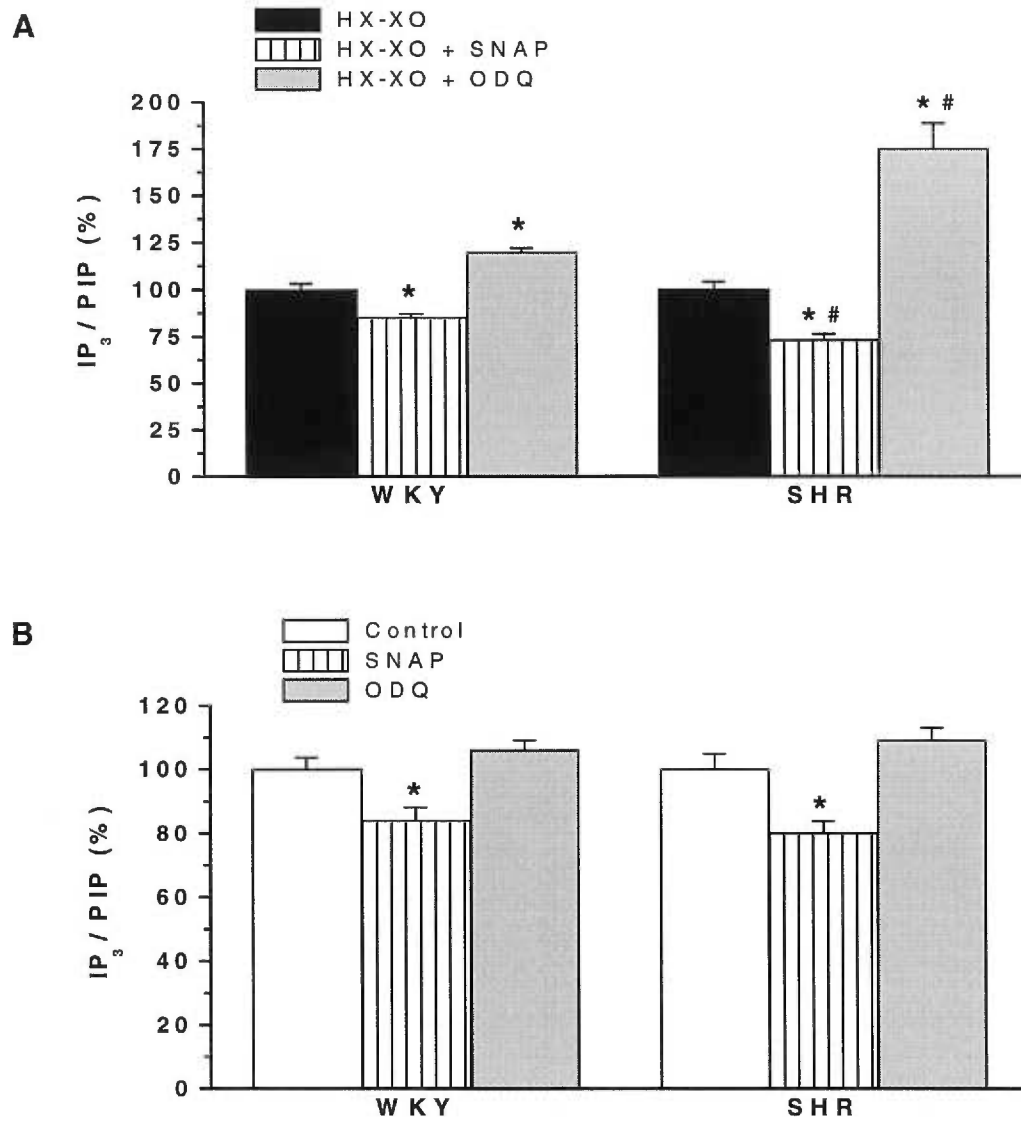 A
HX-XO
HX-XO + SNAP
HX-XO + ODQ
IP3 / PIP (%)
200
175
150
125
100
75
50
25
0
* * * # * #
WKY SHR
B
Control
SNAP
ODQ
IP3 / PIP (%)
120
100
80
60
40
20
0
* *
WKY SHR